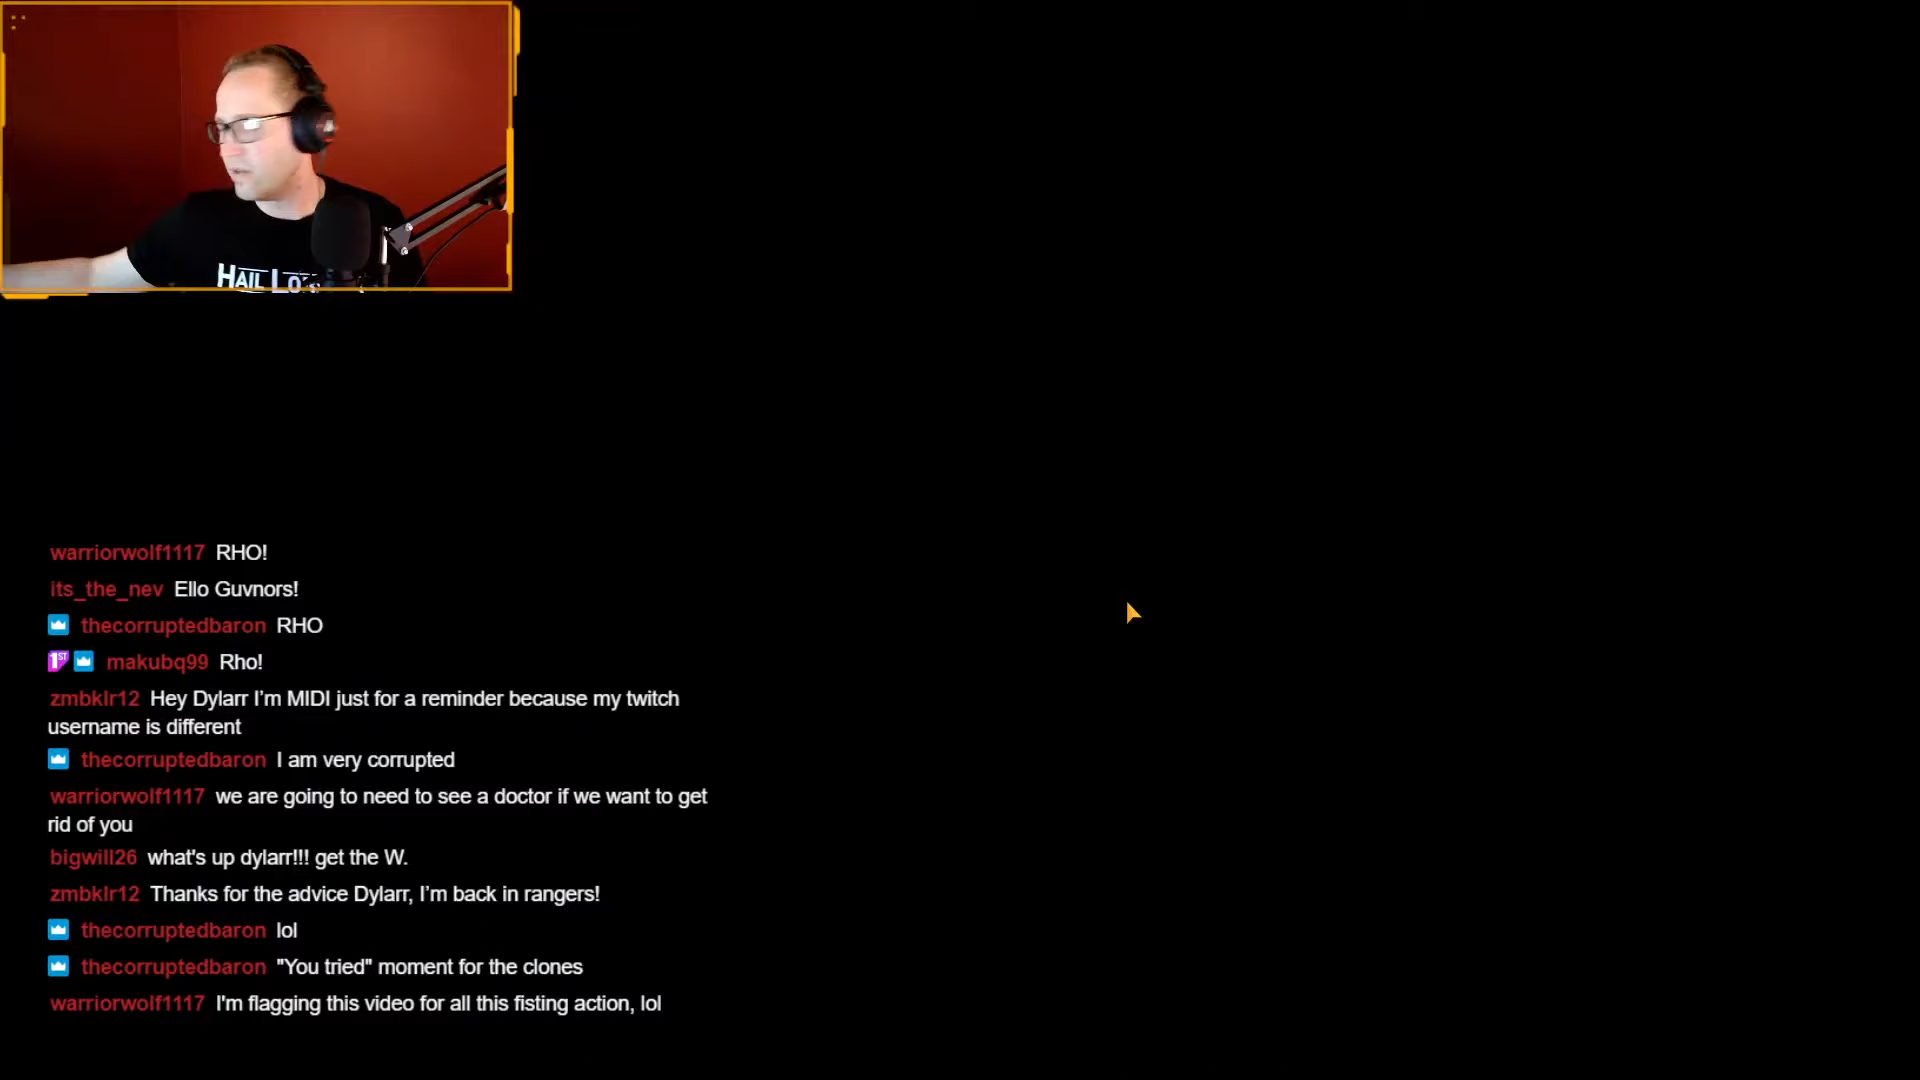 HAIL
warriorwolf1117 RHO!
its_the_nev Ello Guvnors!
thecorruptedbaron RHO
1ST makubq99 Rho!
zmbklr12 Hey Dylarr I'm MIDI just for a reminder because my twitch
username is different
thecorruptedbaron I am very corrupted
warriorwolf1117 we are going to need to see a doctor if we want to get
rid of you
bigwill26 what's up dylarr!!! get the W.
zmbklr12 Thanks for the advice Dylarr, I'm back in rangers!
thecorruptedbaron lol
thecorruptedbaron "You tried" moment for the clones
warriorwolf1117 I'm flagging this video for all this fisting action, lol